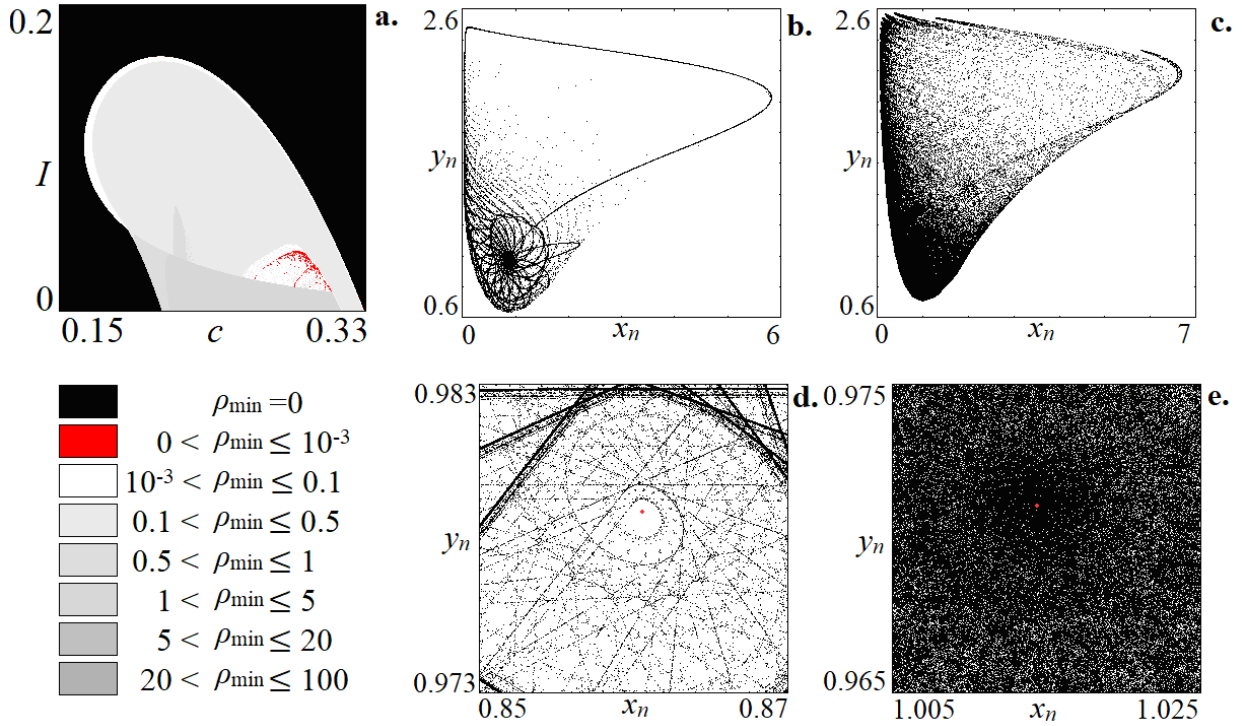 0.2
I
0
0.15
c
0.33
a.
2.6
yn
0.6
0
xn
6
b.
2.6
yn
0.6
0
xn
7
c.
ρmin =0
0 < ρmin ≤ 10-3
10-3 < ρmin ≤ 0.1
0.1 < ρmin ≤ 0.5
0.5 < ρmin ≤ 1
1 < ρmin ≤ 5
5 < ρmin ≤ 20
20 < ρmin ≤ 100
0.983
yn
0.973
0.85
xn
0.87
d.
0.975
yn
0.965
1.005
xn
1.025
e.